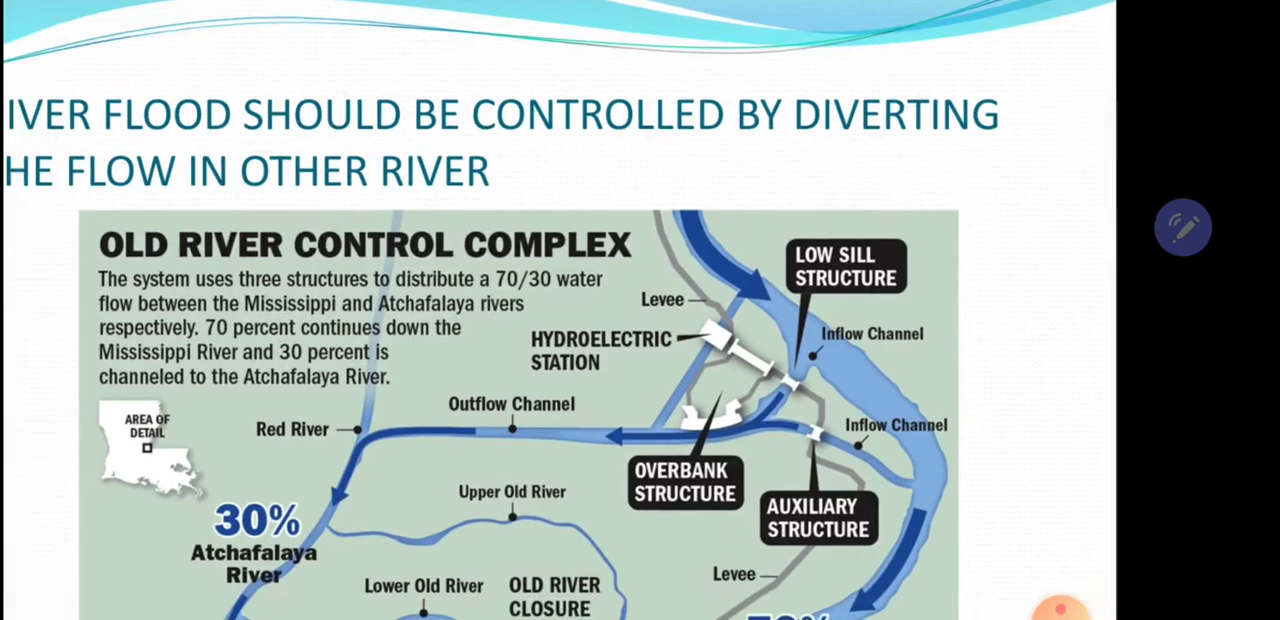 IVER FLOOD SHOULD BE CONTROLLED BY DIVERTING
HE FLOW IN OTHER RIVER
OLD RIVER CONTROL COMPLEX
The system uses three structures to distribute a 70/30 water
flow between the Mississippi and Atchafalaya rivers
respectively. 70 percent continues down the
Mississippi River and 30 percent is
channeled to the Atchafalaya River.
LOW SILL
STRUCTURE
Levee
Inflow Channel
HYDROELECTRIC
STATION
Outflow Channel
AREA OF
DETAIL
Red River
Inflow Channel
OVERBANK
STRUCTURE
Upper Old River
AUXILIARY
STRUCTURE
30%
Atchafalaya
River
Levee
Lower Old River
OLD RIVER
CLOSURE